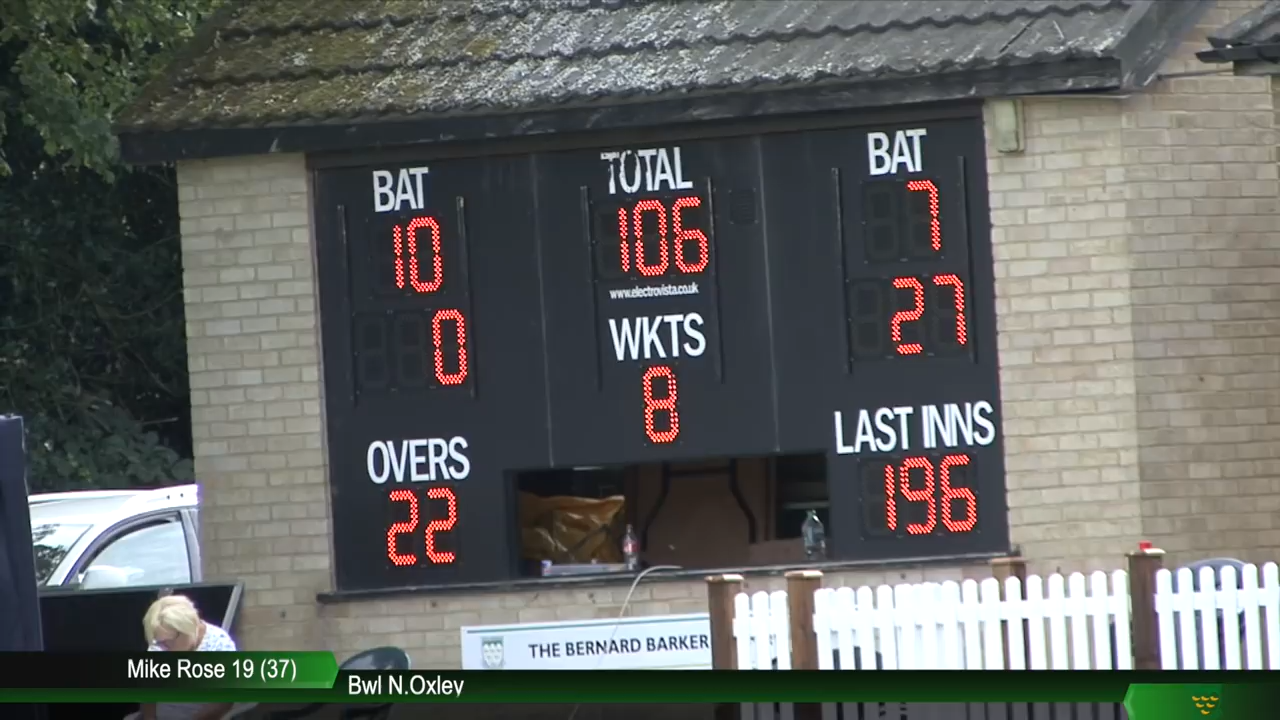 BAT TOTAL BAT
10 106 7
www.electrovista.co.uk
0 WKTS 27
8
OVERS LAST INNS
22 196
THE BERNARD BARKER
Mike Rose 19 (37)
Bwl N.Oxley